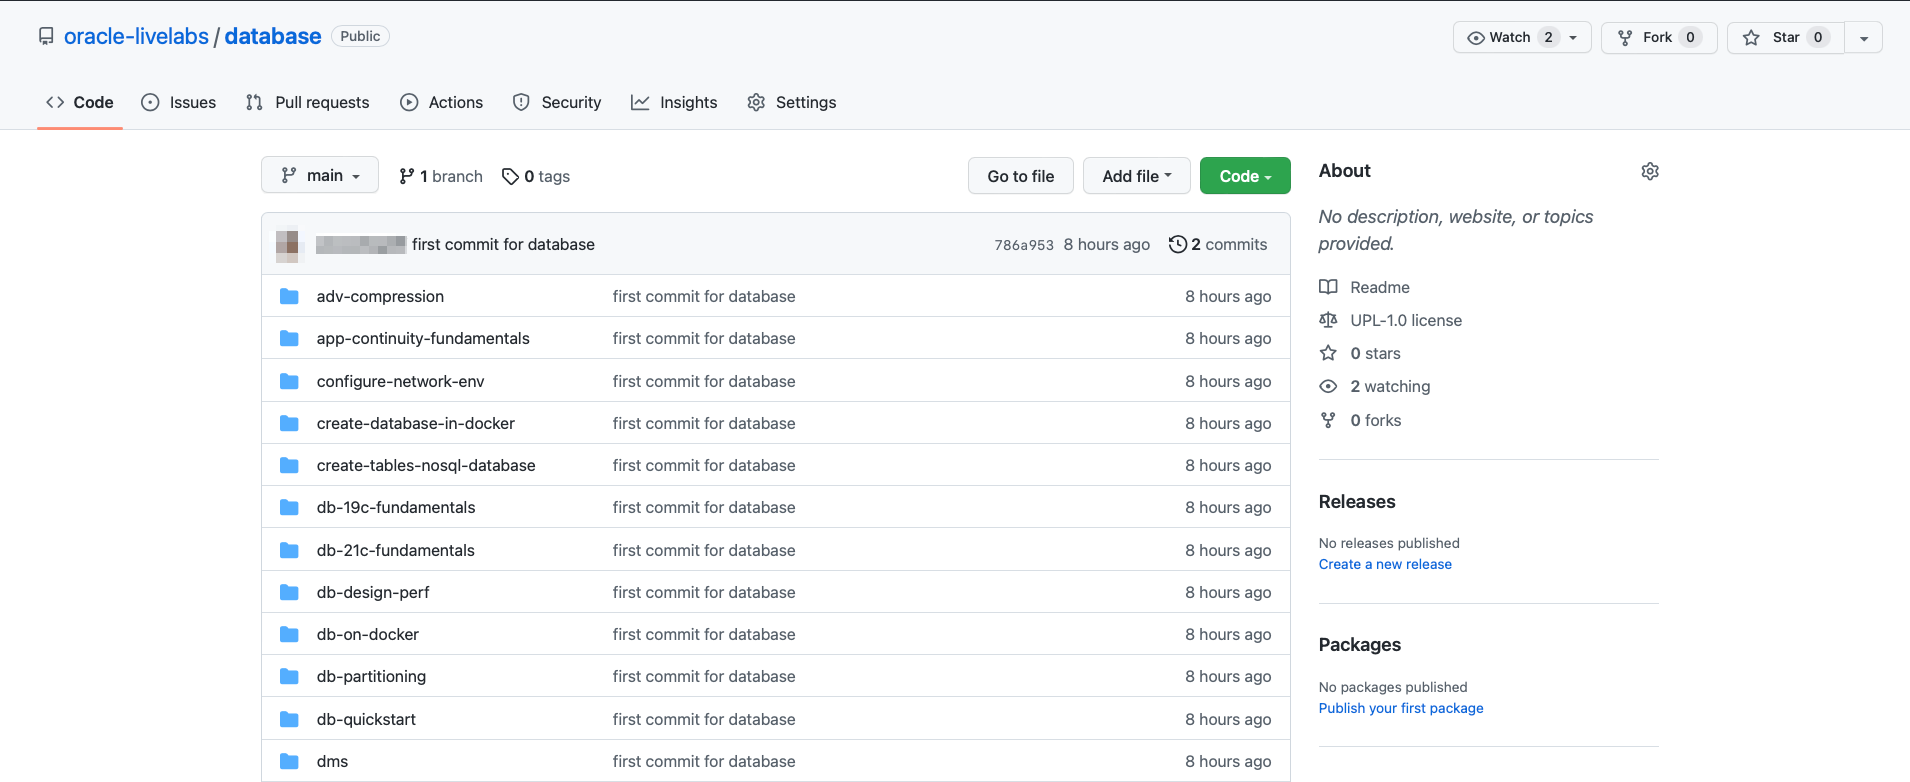 oracle-livelabs / database Public
Watch 2 Fork 0 Star 0
Code Issues Pull requests Actions Security Insights Settings
main 1 branch 0 tags Go to file Add file Code
first commit for database 786a953 8 hours ago 2 commits
adv-compression first commit for database 8 hours ago
app-continuity-fundamentals first commit for database 8 hours ago
configure-network-env first commit for database 8 hours ago
create-database-in-docker first commit for database 8 hours ago
create-tables-nosql-database first commit for database 8 hours ago
db-19c-fundamentals first commit for database 8 hours ago
db-21c-fundamentals first commit for database 8 hours ago
db-design-perf first commit for database 8 hours ago
db-on-docker first commit for database 8 hours ago
db-partitioning first commit for database 8 hours ago
db-quickstart first commit for database 8 hours ago
dms first commit for database 8 hours ago
About
No description, website, or topics
provided.
Readme
UPL-1.0 license
0 stars
2 watching
0 forks
Releases
No releases published
Create a new release
Packages
No packages published
Publish your first package